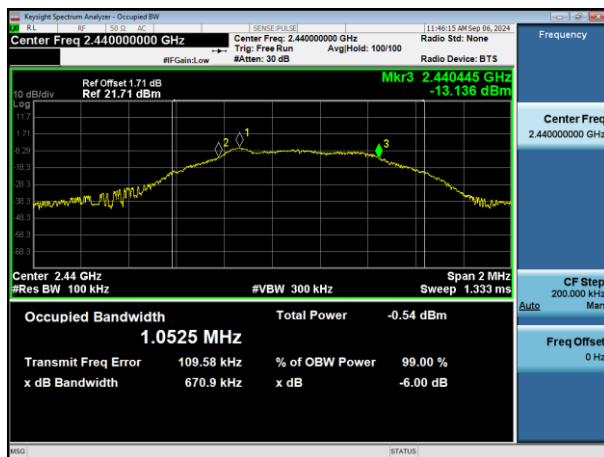 Keysight Spectrum Analyzer - Occupied BW
RL RF 50 Ω AC SENSE:PULSE 11:46:15 AM Sep 06, 2024
Center Freq 2.440000000 GHz Center Freq: 2.440000000 GHz Radio Std: None
Trig: Free Run Avg|Hold: 100/100
#IFGain:Low #Atten: 30 dB Radio Device: BTS
Frequency
Mkr3 2.440445 GHz
-13.136 dBm
Ref Offset 1.71 dB
10 dB/div Ref 21.71 dBm
Log
11.7
1.71
-8.29
-18.3
-28.3
-38.3
-48.3
-58.3
-68.3
1
2
3
Center 2.44 GHz Span 2 MHz
#Res BW 100 kHz #VBW 300 kHz Sweep 1.333 ms
Occupied Bandwidth Total Power -0.54 dBm
1.0525 MHz
Transmit Freq Error 109.58 kHz % of OBW Power 99.00 %
x dB Bandwidth 670.9 kHz x dB -6.00 dB
Center Freq
2.440000000 GHz
CF Step
200.000 kHz
Auto Man
Freq Offset
0 Hz
MSG STATUS